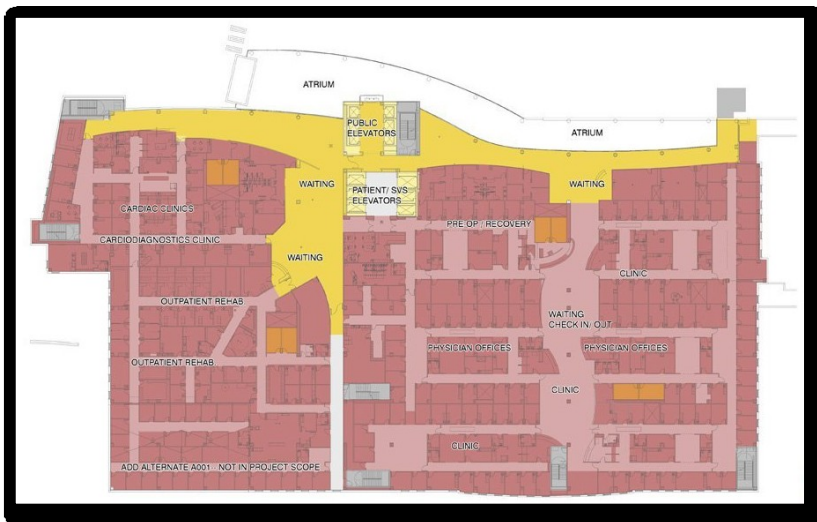 ATRIUM
PUBLIC
ELEVATORS
ATRIUM
WAITING
PATIENT/ SVS
ELEVATORS
WAITING
CARDIAC CLINICS
PRE OP / RECOVERY
CARDIODIAGNOSTICS CLINIC
WAITING
CLINIC
OUTPATIENT REHAB
WAITING
CHECK IN/ OUT
PHYSICIAN OFFICES
PHYSICIAN OFFICES
OUTPATIENT REHAB
CLINIC
CLINIC
ADD ALTERNATE A001 - NOT IN PROJECT SCOPE